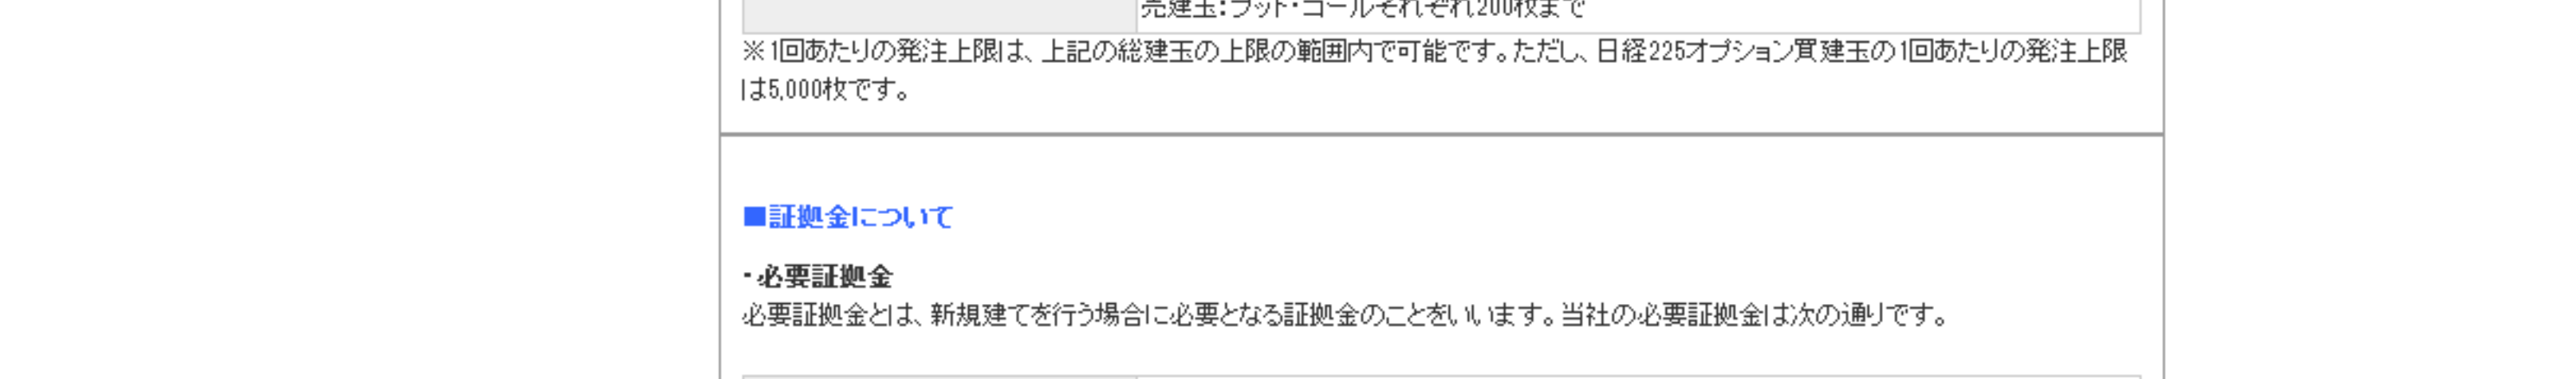 売建玉:プット・コールそれぞれ200枚まで
※1回あたりの発注上限は、上記の総建玉の上限の範囲内で可能です。ただし、日経225オプション買建玉の1回あたりの発注上限
は5,000枚です。
■証拠金について
・必要証拠金
必要証拠金とは、新規建てを行う場合に必要となる証拠金のことをいいます。当社の必要証拠金は次の通りです。